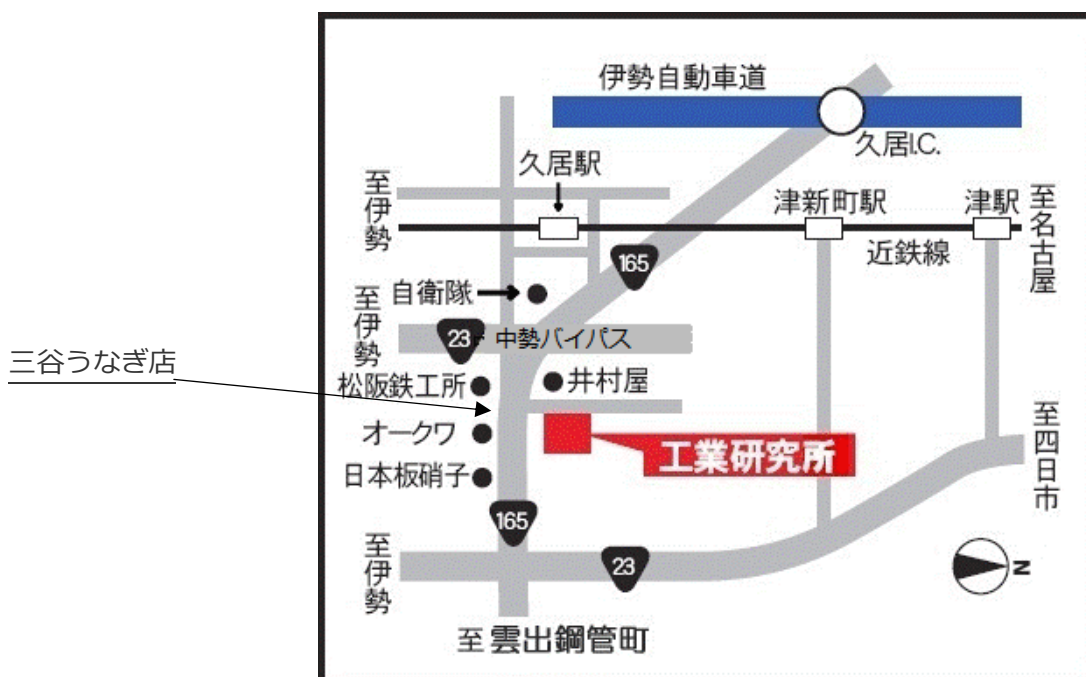 伊勢自動車道
久居I.C.
久居駅
至伊勢
津新町駅
津駅
至名古屋
近鉄線
165
自衛隊
至伊勢
23
中勢バイパス
三谷うなぎ店
松阪鉄工所
井村屋
オークワ
工業研究所
日本板硝子
至四日市
165
至伊勢
23
N
至 雲出鋼管町